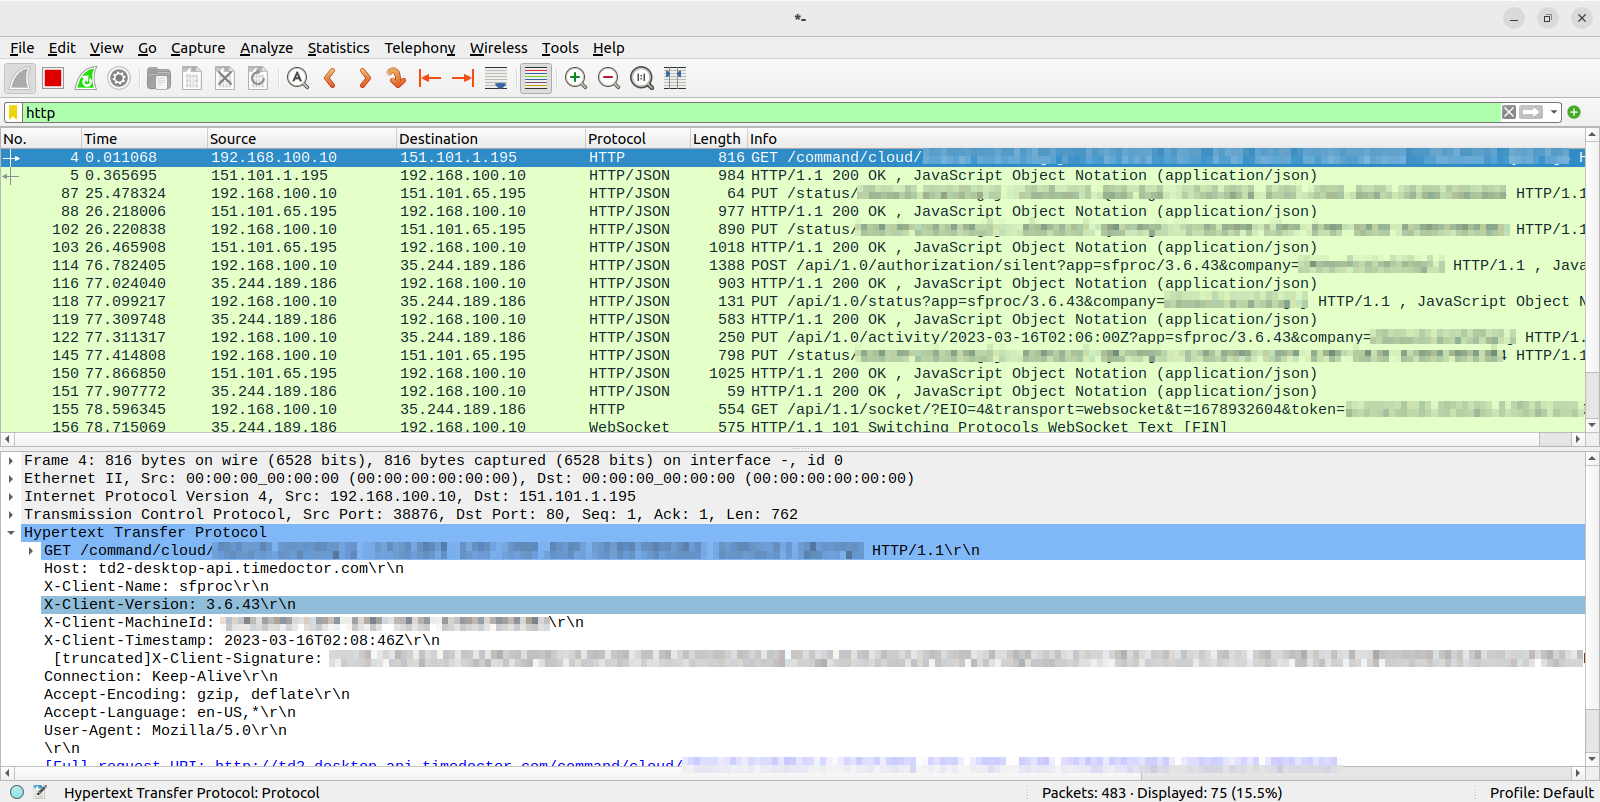 *-
File Edit View Go Capture Analyze Statistics Telephony Wireless Tools Help
http
No. Time Source Destination Protocol Length Info
4 0.011068 192.168.100.10 151.101.1.195 HTTP 816 GET /command/cloud/
5 0.365695 151.101.1.195 192.168.100.10 HTTP/JSON 984 HTTP/1.1 200 OK , JavaScript Object Notation (application/json)
87 25.478324 192.168.100.10 151.101.65.195 HTTP/JSON 64 PUT /status/ HTTP/1.1
88 26.218006 151.101.65.195 192.168.100.10 HTTP/JSON 977 HTTP/1.1 200 OK , JavaScript Object Notation (application/json)
102 26.220838 192.168.100.10 151.101.65.195 HTTP/JSON 890 PUT /status/ HTTP/1.1
103 26.465908 151.101.65.195 192.168.100.10 HTTP/JSON 1018 HTTP/1.1 200 OK , JavaScript Object Notation (application/json)
114 76.782405 192.168.100.10 35.244.189.186 HTTP/JSON 1388 POST /api/1.0/authorization/silent?app=sfproc/3.6.43&company= HTTP/1.1 , Java
116 77.024040 35.244.189.186 192.168.100.10 HTTP/JSON 903 HTTP/1.1 200 OK , JavaScript Object Notation (application/json)
118 77.099217 192.168.100.10 35.244.189.186 HTTP/JSON 131 PUT /api/1.0/status?app=sfproc/3.6.43&company= HTTP/1.1 , JavaScript Object N
119 77.309748 35.244.189.186 192.168.100.10 HTTP/JSON 583 HTTP/1.1 200 OK , JavaScript Object Notation (application/json)
122 77.311317 192.168.100.10 35.244.189.186 HTTP/JSON 250 PUT /api/1.0/activity/2023-03-16T02:06:00Z?app=sfproc/3.6.43&company= HTTP/1.
145 77.414808 192.168.100.10 151.101.65.195 HTTP/JSON 798 PUT /status/ HTTP/1.1
150 77.866850 151.101.65.195 192.168.100.10 HTTP/JSON 1025 HTTP/1.1 200 OK , JavaScript Object Notation (application/json)
151 77.907772 35.244.189.186 192.168.100.10 HTTP/JSON 59 HTTP/1.1 200 OK , JavaScript Object Notation (application/json)
155 78.596345 192.168.100.10 35.244.189.186 HTTP 554 GET /api/1.1/socket/?EIO=4&transport=websocket&t=1678932604&token=
156 78.715069 35.244.189.186 192.168.100.10 WebSocket 575 HTTP/1.1 101 Switching Protocols WebSocket Text [FIN]
Frame 4: 816 bytes on wire (6528 bits), 816 bytes captured (6528 bits) on interface -, id 0
Ethernet II, Src: 00:00:00_00:00:00 (00:00:00:00:00:00), Dst: 00:00:00_00:00:00 (00:00:00:00:00:00)
Internet Protocol Version 4, Src: 192.168.100.10, Dst: 151.101.1.195
Transmission Control Protocol, Src Port: 38876, Dst Port: 80, Seq: 1, Ack: 1, Len: 762
Hypertext Transfer Protocol
GET /command/cloud/ HTTP/1.1\r\n
Host: td2-desktop-api.timedoctor.com\r\n
X-Client-Name: sfproc\r\n
X-Client-Version: 3.6.43\r\n
X-Client-MachineId: \r\n
X-Client-Timestamp: 2023-03-16T02:08:46Z\r\n
[truncated]X-Client-Signature:
Connection: Keep-Alive\r\n
Accept-Encoding: gzip, deflate\r\n
Accept-Language: en-US,*\r\n
User-Agent: Mozilla/5.0\r\n
\r\n
[Full request URI: http://td2-desktop-api.timedoctor.com/command/cloud/
Hypertext Transfer Protocol: Protocol Packets: 483 · Displayed: 75 (15.5%) Profile: Default